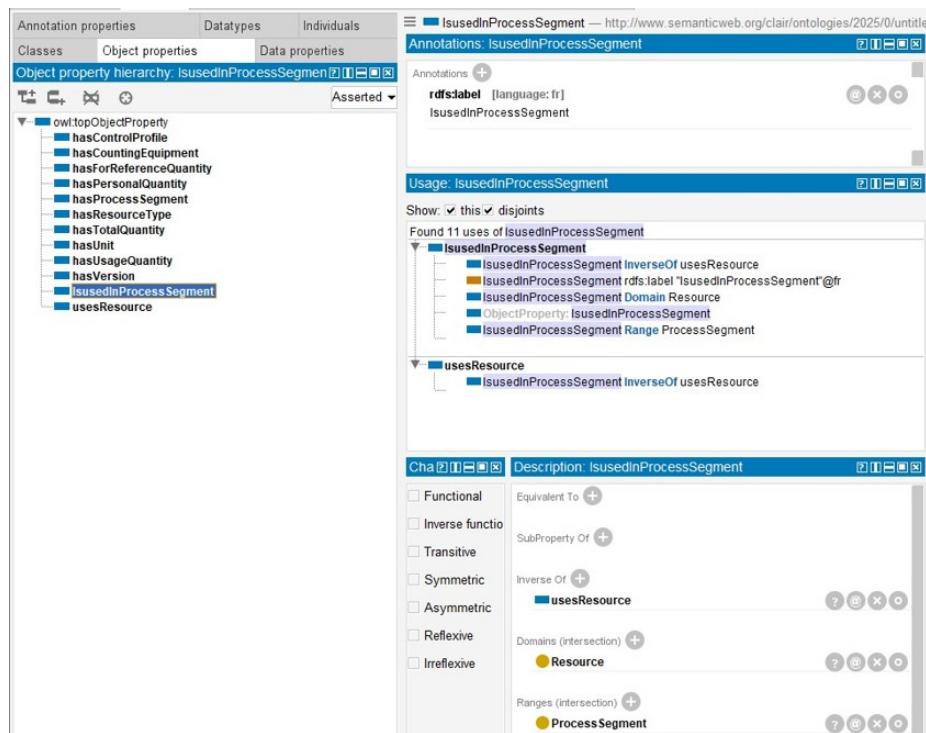 Annotation properties Datatypes Individuals
Classes Object properties Data properties
Object property hierarchy: IsusedInProcessSegmen
Asserted
owl:topObjectProperty
hasControlProfile
hasCountingEquipment
hasForReferenceQuantity
hasPersonalQuantity
hasProcessSegment
hasResourceType
hasTotalQuantity
hasUnit
hasUsageQuantity
hasVersion
IsusedInProcessSegment
usesResource
IsusedInProcessSegment — http://www.semanticweb.org/clair/ontologies/2025/0/untitle
Annotations: IsusedInProcessSegment
Annotations
rdfs:label [language: fr]
IsusedInProcessSegment
Usage: IsusedInProcessSegment
Show: this disjoints
Found 11 uses of IsusedInProcessSegment
IsusedInProcessSegment
IsusedInProcessSegment InverseOf usesResource
IsusedInProcessSegment rdfs:label "IsusedInProcessSegment"@fr
IsusedInProcessSegment Domain Resource
ObjectProperty: IsusedInProcessSegment
IsusedInProcessSegment Range ProcessSegment
usesResource
IsusedInProcessSegment InverseOf usesResource
Cha
Functional
Inverse functio
Transitive
Symmetric
Asymmetric
Reflexive
Irreflexive
Description: IsusedInProcessSegment
Equivalent To
SubProperty Of
Inverse Of
usesResource
Domains (intersection)
Resource
Ranges (intersection)
ProcessSegment